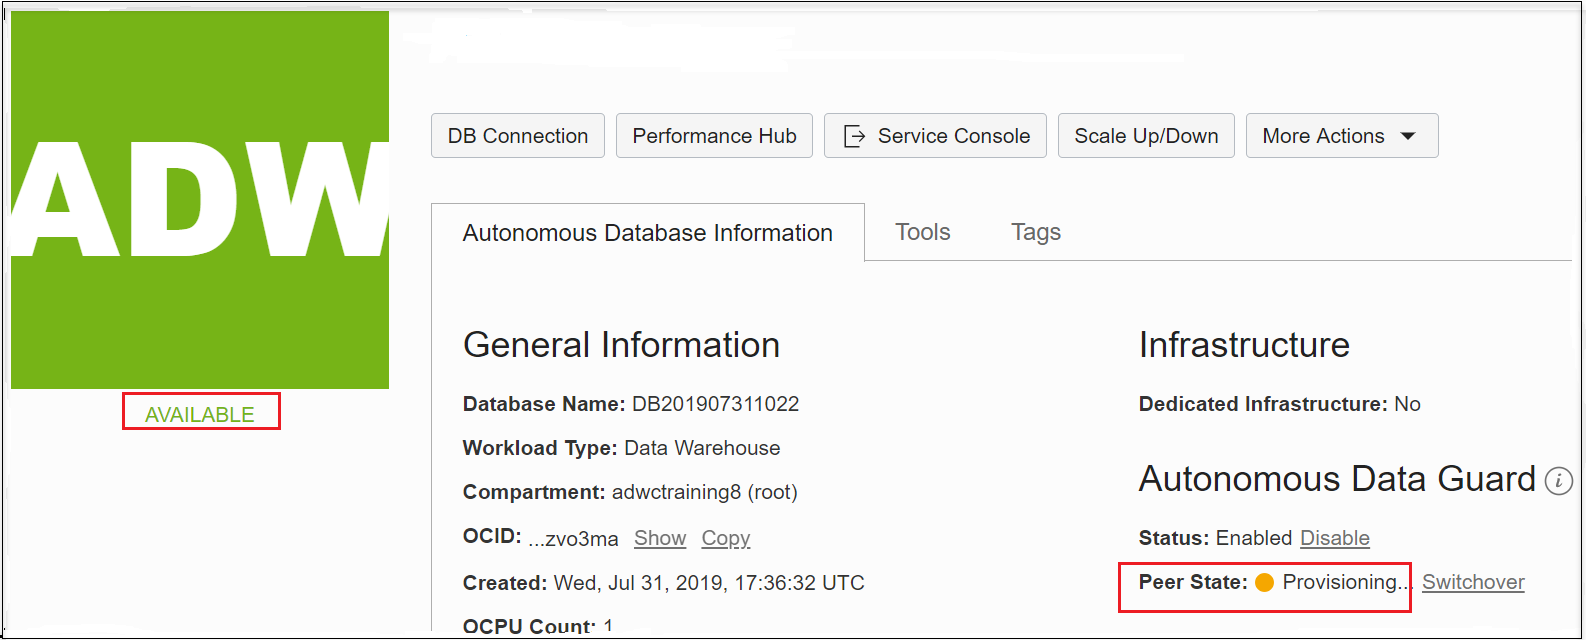 ADW
AVAILABLE
DB Connection
Performance Hub
Service Console
Scale Up/Down
More Actions
Autonomous Database Information
Tools
Tags
General Information
Database Name: DB201907311022
Workload Type: Data Warehouse
Compartment: adwctraining8 (root)
OCID: ...zvo3ma Show Copy
Created: Wed, Jul 31, 2019, 17:36:32 UTC
OCPU Count: 1
Infrastructure
Dedicated Infrastructure: No
Autonomous Data Guard i
Status: Enabled Disable
Peer State: Provisioning... Switchover